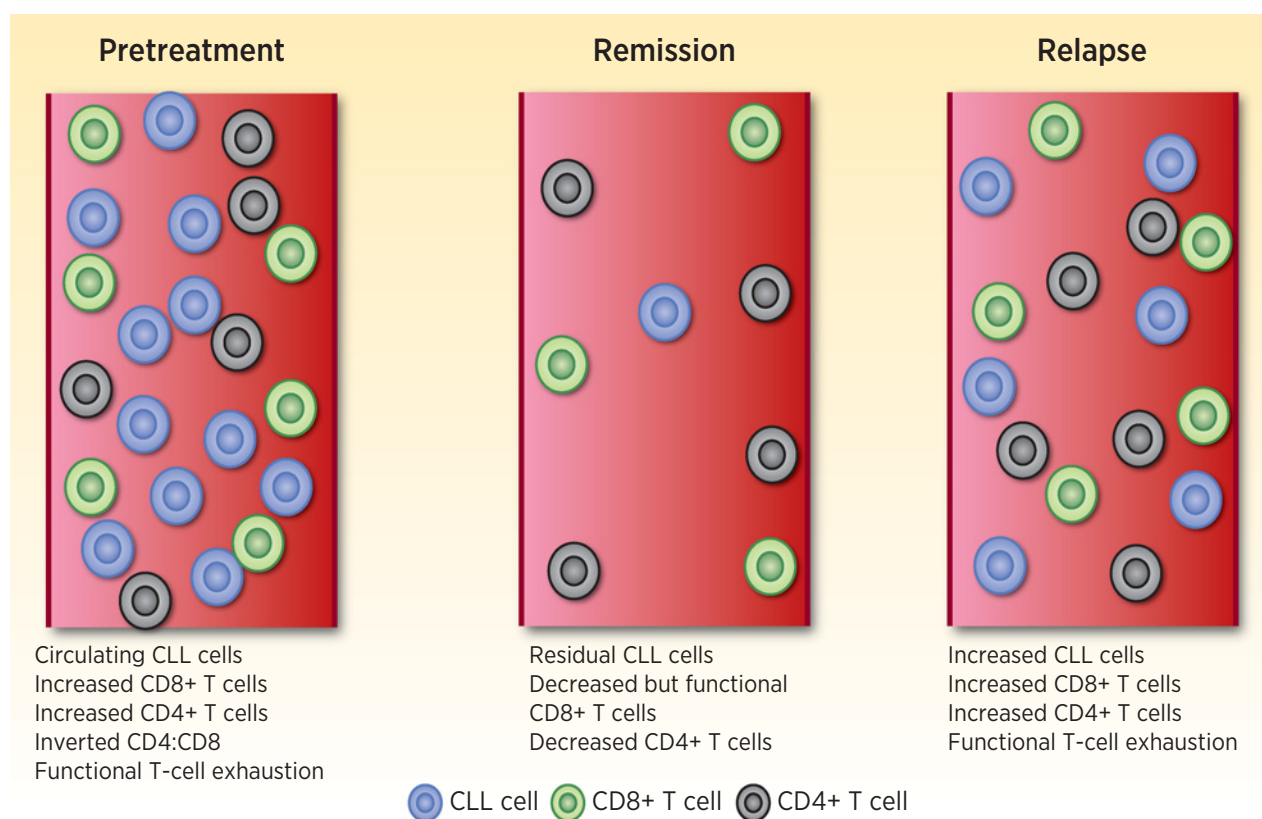 Pretreatment
Remission
Relapse
Circulating CLL cells
Increased CD8+ T cells
Increased CD4+ T cells
Inverted CD4:CD8
Functional T-cell exhaustion
Residual CLL cells
Decreased but functional
CD8+ T cells
Decreased CD4+ T cells
Increased CLL cells
Increased CD8+ T cells
Increased CD4+ T cells
Functional T-cell exhaustion
CLL cell CD8+ T cell CD4+ T cell